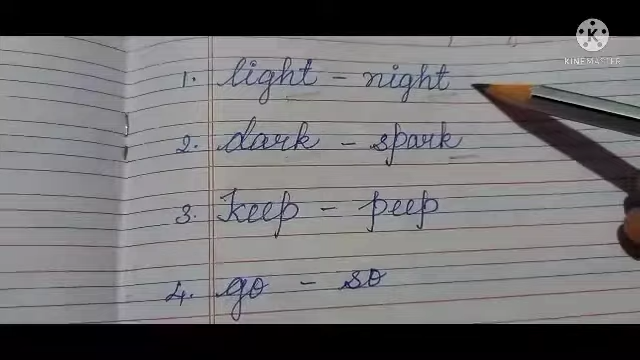 K
KINEMASTER
1. light - night
2. dark - spark
3. keep - peep
4. go - so